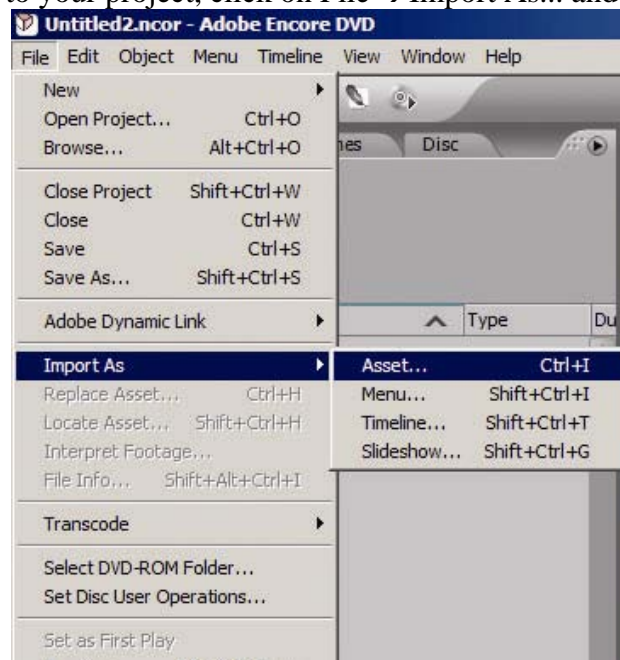 to your project, click on File → Import As... and
Untitled2.ncor - Adobe Encore DVD
File Edit Object Menu Timeline View Window Help
New
Open Project... Ctrl+O
Browse... Alt+Ctrl+O
Disc
Close Project Shift+Ctrl+W
Close Ctrl+W
Save Ctrl+S
Save As... Shift+Ctrl+S
Adobe Dynamic Link
Type Du
Import As
Asset... Ctrl+I
Replace Asset... Ctrl+H
Menu... Shift+Ctrl+I
Locate Asset... Shift+Ctrl+H
Timeline... Shift+Ctrl+T
Interpret Footage...
Slideshow... Shift+Ctrl+G
File Info... Shift+Alt+Ctrl+I
Transcode
Select DVD-ROM Folder...
Set Disc User Operations...
Set as First Play